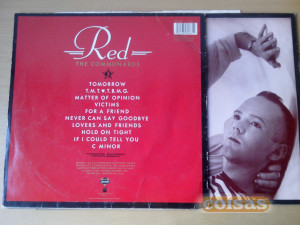 Red
THE COMMUNARDS
2
TOMORROW
T.M.T.♥.T.B.M.G.
MATTER OF OPINION
VICTIMS
FOR A FRIEND
NEVER CAN SAY GOODBYE
LOVERS AND FRIENDS
HOLD ON TIGHT
IF I COULD TELL YOU
C MINOR
coisas